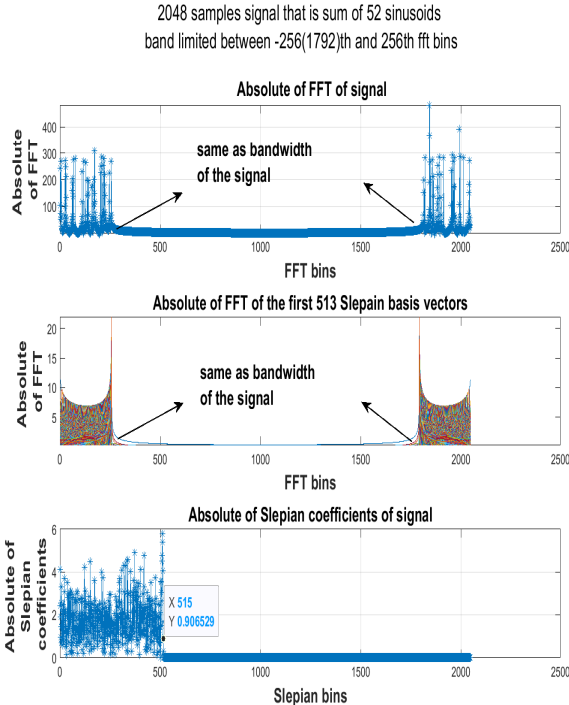 2048 samples signal that is sum of 52 sinusoids
band limited between -256(1792)th and 256th fft bins
Absolute of FFT of signal
Absolute
of FFT
400
300
200
100
same as bandwidth
of the signal
0 500 1000 1500 2000 2500
FFT bins
Absolute of FFT of the first 513 Slepain basis vectors
Absolute
of FFT
20
15
10
5
same as bandwidth
of the signal
0 500 1000 1500 2000 2500
FFT bins
Absolute of Slepian coefficients of signal
Absolute of
Slepian
coefficients
6
4
2
0
X 515
Y 0.906529
0 500 1000 1500 2000 2500
Slepian bins